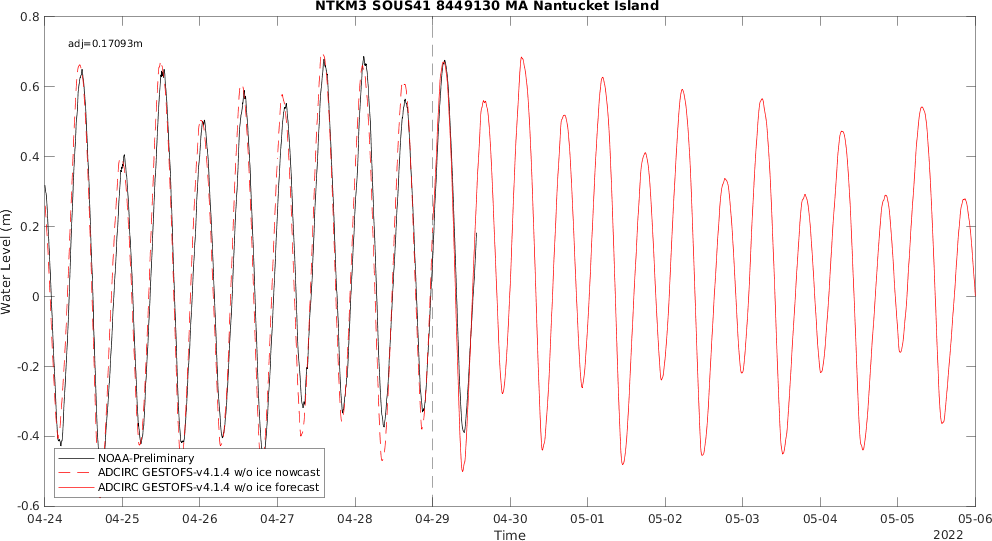 NTKM3 SOUS41 8449130 MA Nantucket Island
adj=0.17093m
0.8
0.6
0.4
0.2
0
-0.2
-0.4
-0.6
Water Level (m)
NOAA-Preliminary
ADCIRC GESTOFS-v4.1.4 w/o ice nowcast
ADCIRC GESTOFS-v4.1.4 w/o ice forecast
04-24 04-25 04-26 04-27 04-28 04-29 04-30 05-01 05-02 05-03 05-04 05-05 05-06
Time
2022